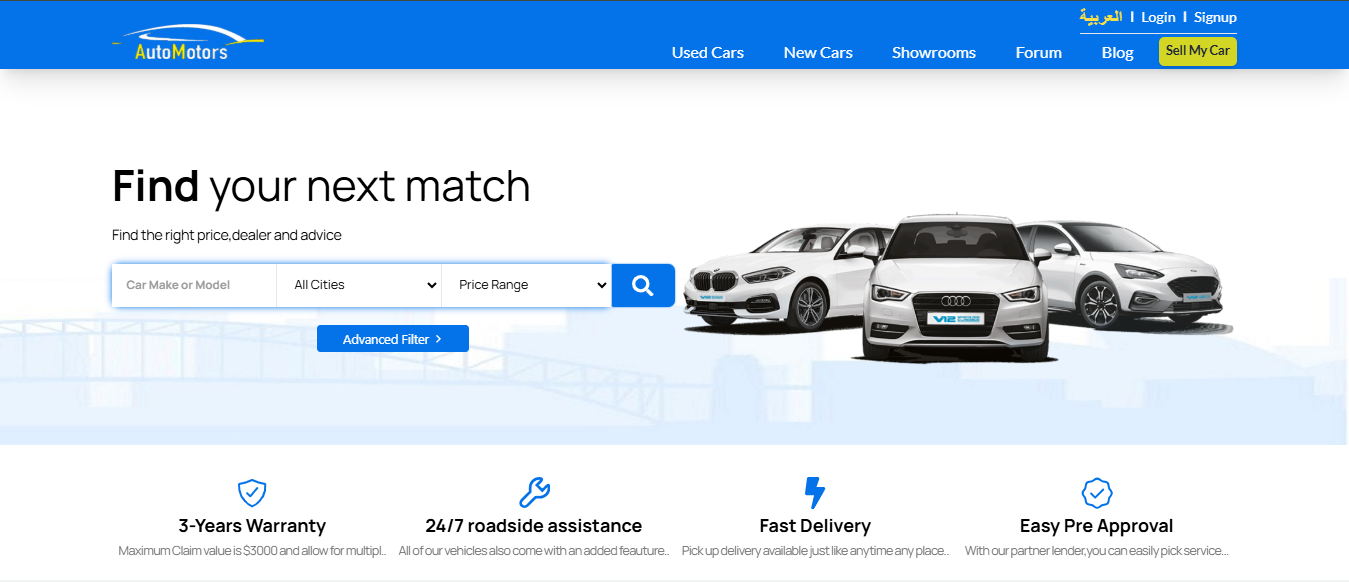 العربية | Login | Signup
AutoMotors
Used Cars New Cars Showrooms Forum Blog Sell My Car
Find your next match
Find the right price,dealer and advice
Car Make or Model All Cities Price Range
Advanced Filter >
V12
V12
V12
3-Years Warranty 24/7 roadside assistance Fast Delivery Easy Pre Approval
Maximum Claim value is $3000 and allow for multipl.. All of our vehicles also come with an added feauture.. Pick up delivery available just like anytime any place.. With our partner lender,you can easily pick service...